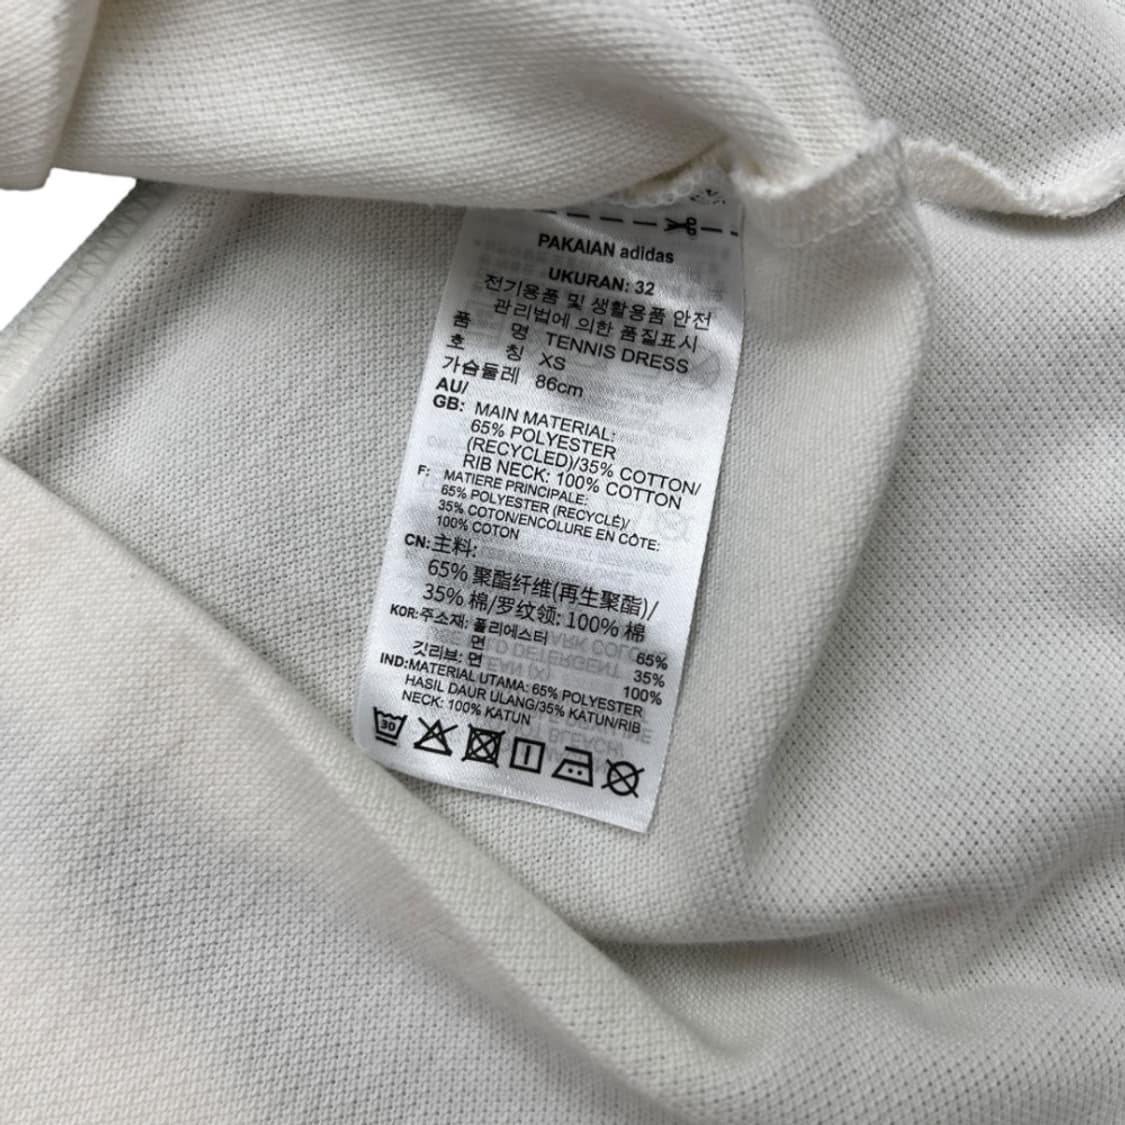 PAKAIAN adidas
UKURAN: 32
전기용품 및 생활용품 안전
관리법에 의한 품질표시
품 명 TENNIS DRESS
호 칭 XS
가슴둘레 86cm
AU/
GB: MAIN MATERIAL:
65% POLYESTER
(RECYCLED)/35% COTTON/
RIB NECK: 100% COTTON
F: MATIERE PRINCIPALE:
65% POLYESTER (RECYCLÉ)/
35% COTON/ENCOLURE EN CÔTE:
100% COTON
CN:主料:
65% 聚酯纤维(再生聚酯)/
35% 棉/罗纹领: 100% 棉
KOR:주소재: 폴리에스터 65%
면 35%
깃리브: 면 100%
IND:MATERIAL UTAMA: 65% POLYESTER
HASIL DAUR ULANG/35% KATUN/RIB
NECK: 100% KATUN
30